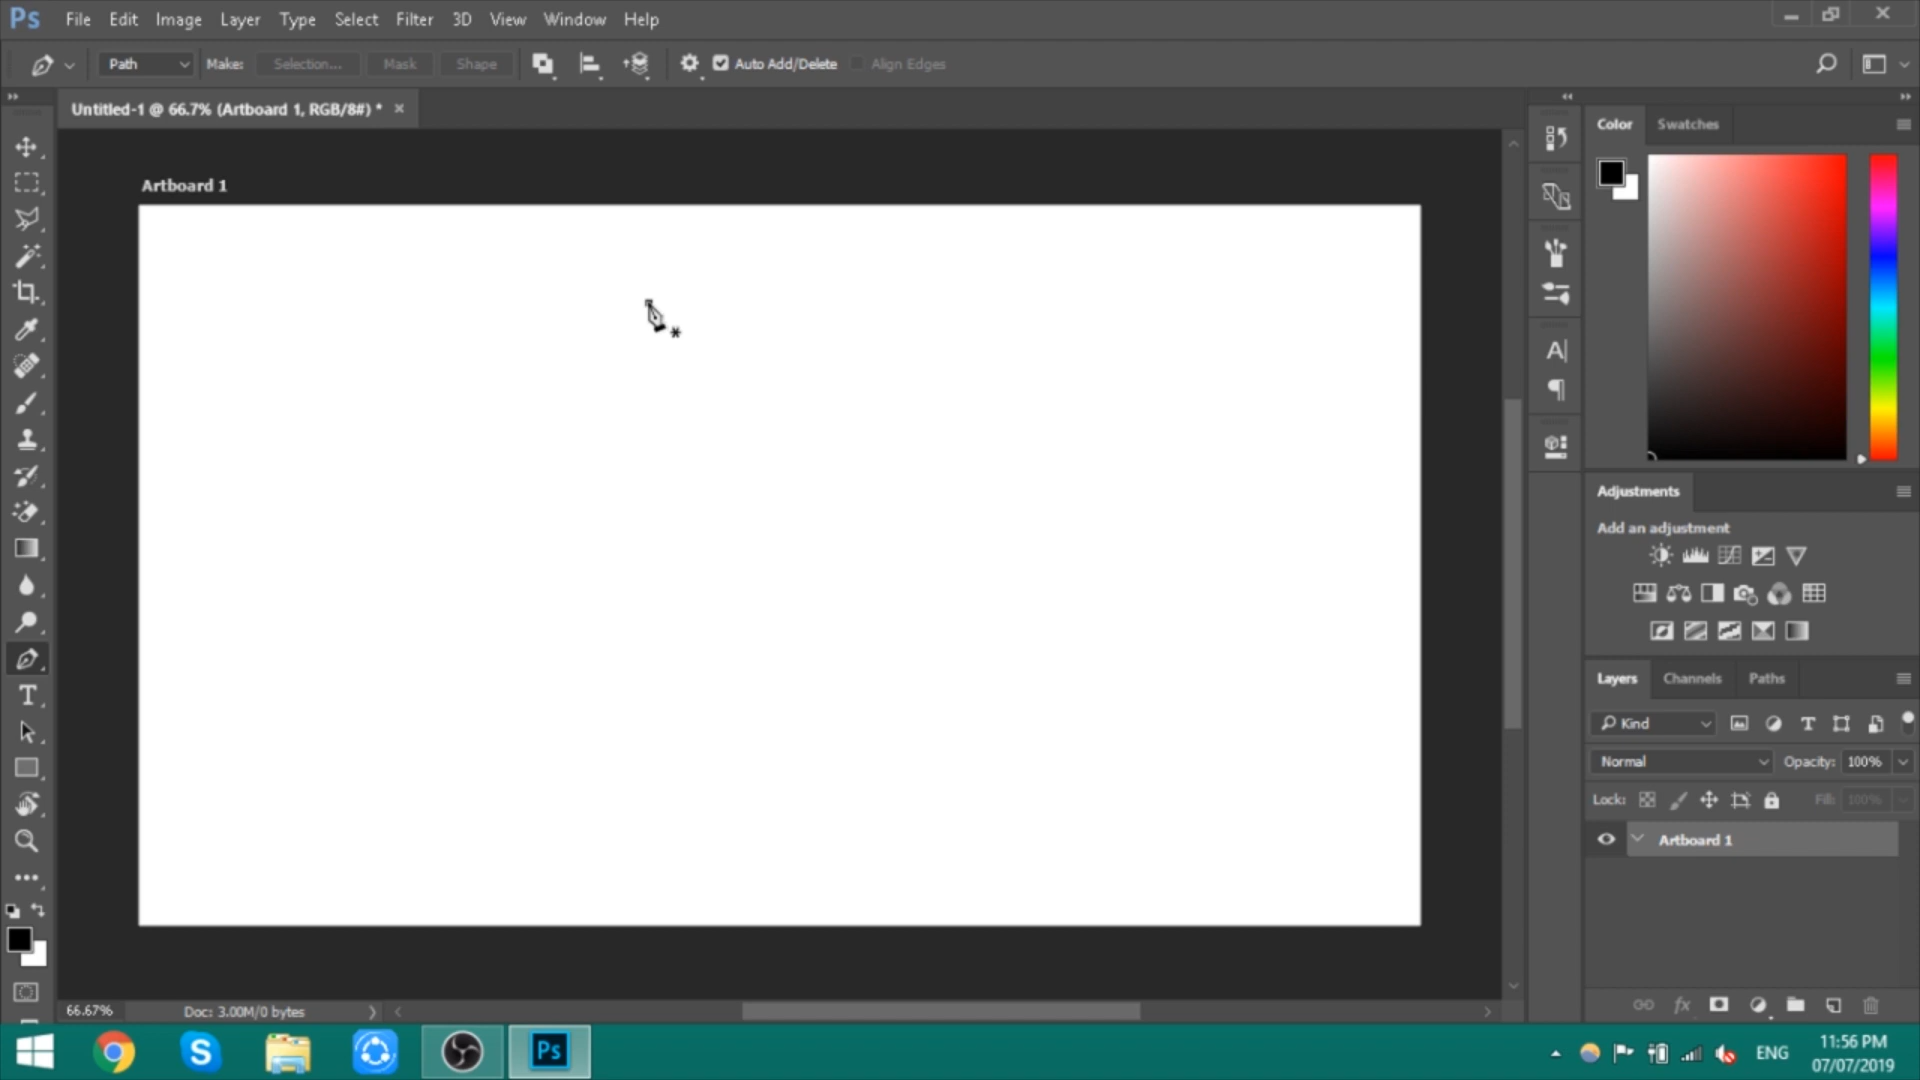 Ps File Edit Image Layer Type Select Filter 3D View Window Help
Path Make: Selection... Mask Shape Auto Add/Delete Align Edges
Untitled-1 @ 66.7% (Artboard 1, RGB/8#) * ×
Color Swatches
Artboard 1
Adjustments
Add an adjustment
Layers Channels Paths
Kind
Normal Opacity: 100%
Lock: Fill: 100%
Artboard 1
66.67% Doc: 3.00M/0 bytes
fx
Ps
ENG
11:56 PM
07/07/2019